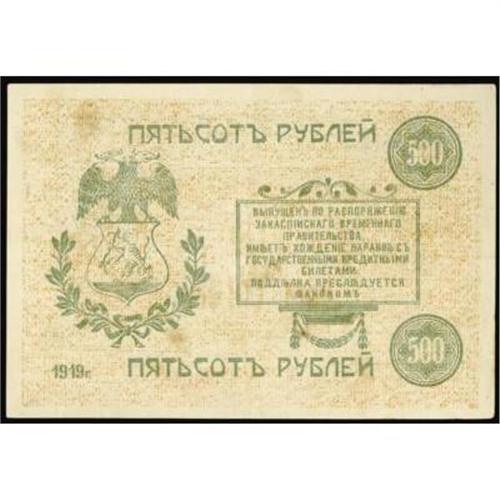 ПЯТЬСОТЪ РУБЛЕЙ
500
ВЫПУЩЕНЪ ПО РАСПОРЯЖЕНІЮ
ЗАКАСПІЙСКАГО ВРЕМЕННАГО
ПРАВИТЕЛЬСТВА.
ИМѢЕТЪ ХОЖДЕНІЕ НАРАВНѢ СЪ
ГОСУДАРСТВЕННЫМИ КРЕДИТНЫМИ
БИЛЕТАМИ.
ПОДДѢЛКА ПРЕСЛѢДУЕТСЯ
ЗАКОНОМЪ
500
1919г.
ПЯТЬСОТЪ РУБЛЕЙ